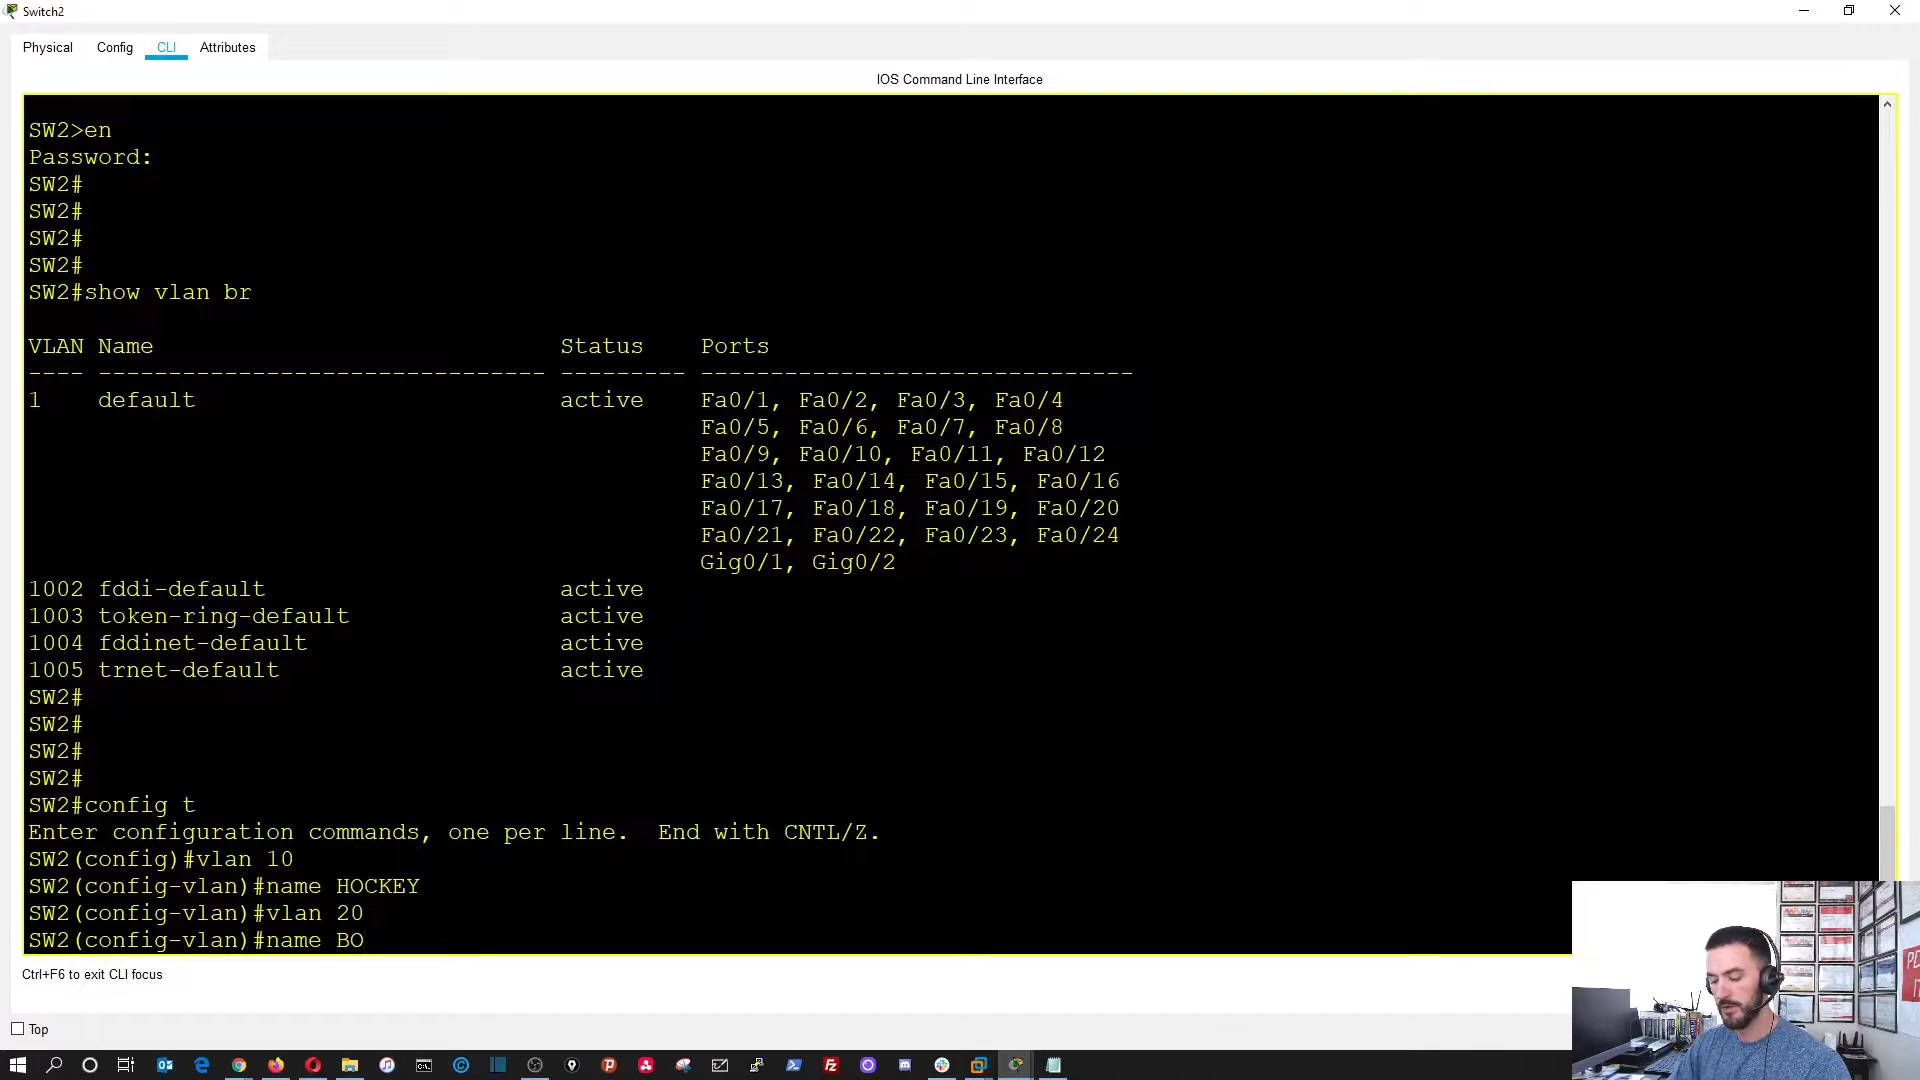 Switch2
Physical Config CLI Attributes
IOS Command Line Interface
SW2>en
Password:
SW2#
SW2#
SW2#
SW2#
SW2#show vlan br
VLAN Name Status Ports
---- -------------------------------- --------- -------------------------------
1 default active Fa0/1, Fa0/2, Fa0/3, Fa0/4
Fa0/5, Fa0/6, Fa0/7, Fa0/8
Fa0/9, Fa0/10, Fa0/11, Fa0/12
Fa0/13, Fa0/14, Fa0/15, Fa0/16
Fa0/17, Fa0/18, Fa0/19, Fa0/20
Fa0/21, Fa0/22, Fa0/23, Fa0/24
Gig0/1, Gig0/2
1002 fddi-default active
1003 token-ring-default active
1004 fddinet-default active
1005 trnet-default active
SW2#
SW2#
SW2#
SW2#
SW2#config t
Enter configuration commands, one per line. End with CNTL/Z.
SW2(config)#vlan 10
SW2(config-vlan)#name HOCKEY
SW2(config-vlan)#vlan 20
SW2(config-vlan)#name BO
Ctrl+F6 to exit CLI focus
Top